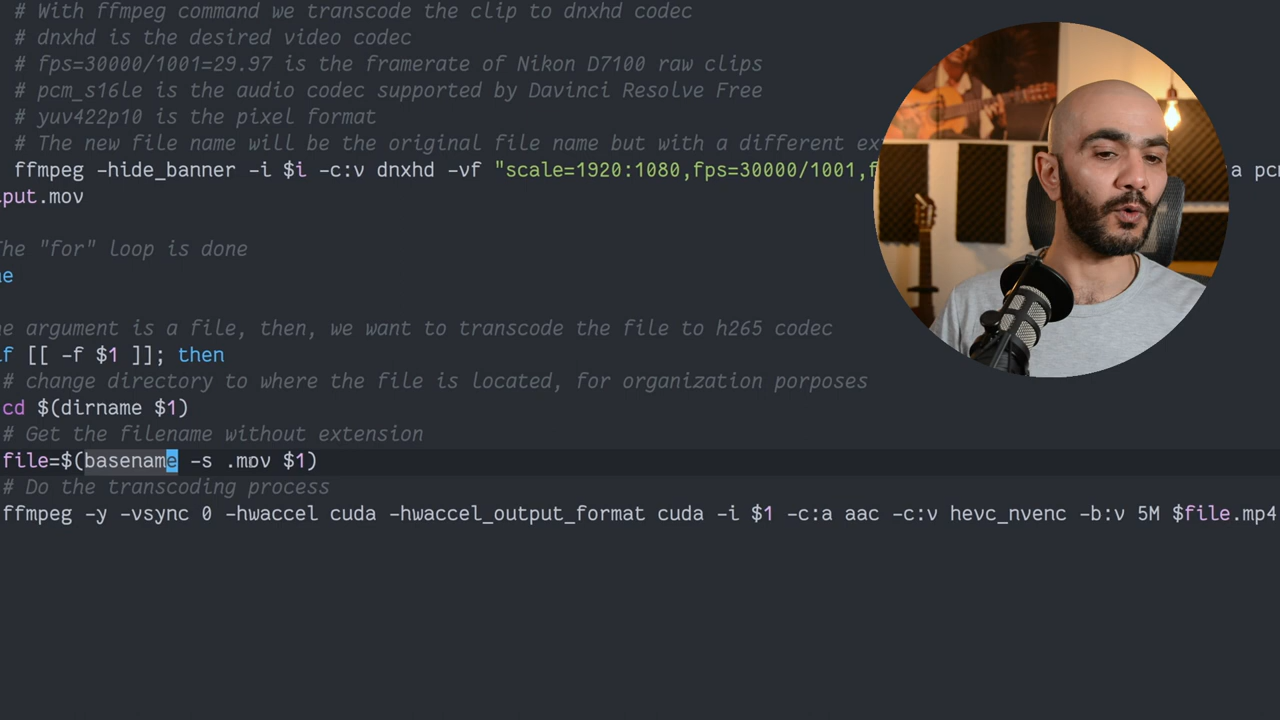 # With ffmpeg command we transcode the clip to dnxhd codec
# dnxhd is the desired video codec
# fps=30000/1001=29.97 is the framerate of Nikon D7100 raw clips
# pcm_s16le is the audio codec supported by Davinci Resolve Free
# yuv422p10 is the pixel format
# The new file name will be the original file name but with a different ex
ffmpeg -hide_banner -i $i -c:v dnxhd -vf "scale=1920:1080,fps=30000/1001,f a pcm
put.mov
he "for" loop is done
ne
he argument is a file, then, we want to transcode the file to h265 codec
if [[ -f $1 ]]; then
# change directory to where the file is located, for organization porposes
cd $(dirname $1)
# Get the filename without extension
file=$(basename -s .mov $1)
# Do the transcoding process
ffmpeg -y -vsync 0 -hwaccel cuda -hwaccel_output_format cuda -i $1 -c:a aac -c:v hevc_nvenc -b:v 5M $file.mp4